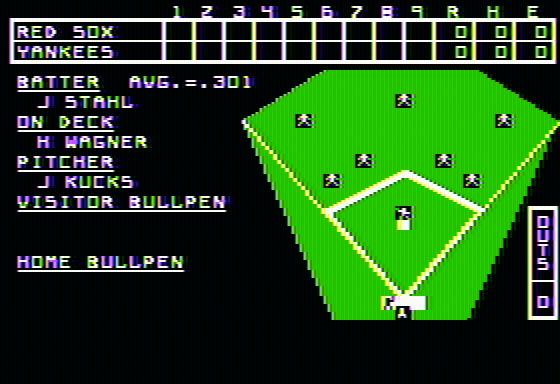 1 2 3 4 5 6 7 8 9 R H E
RED SOX 0 0 0
YANKEES 0 0 0
BATTER AVG.=.301
J STAHL
ON DECK
H WAGNER
PITCHER
J KUCKS
VISITOR BULLPEN
HOME BULLPEN
OUTS
0